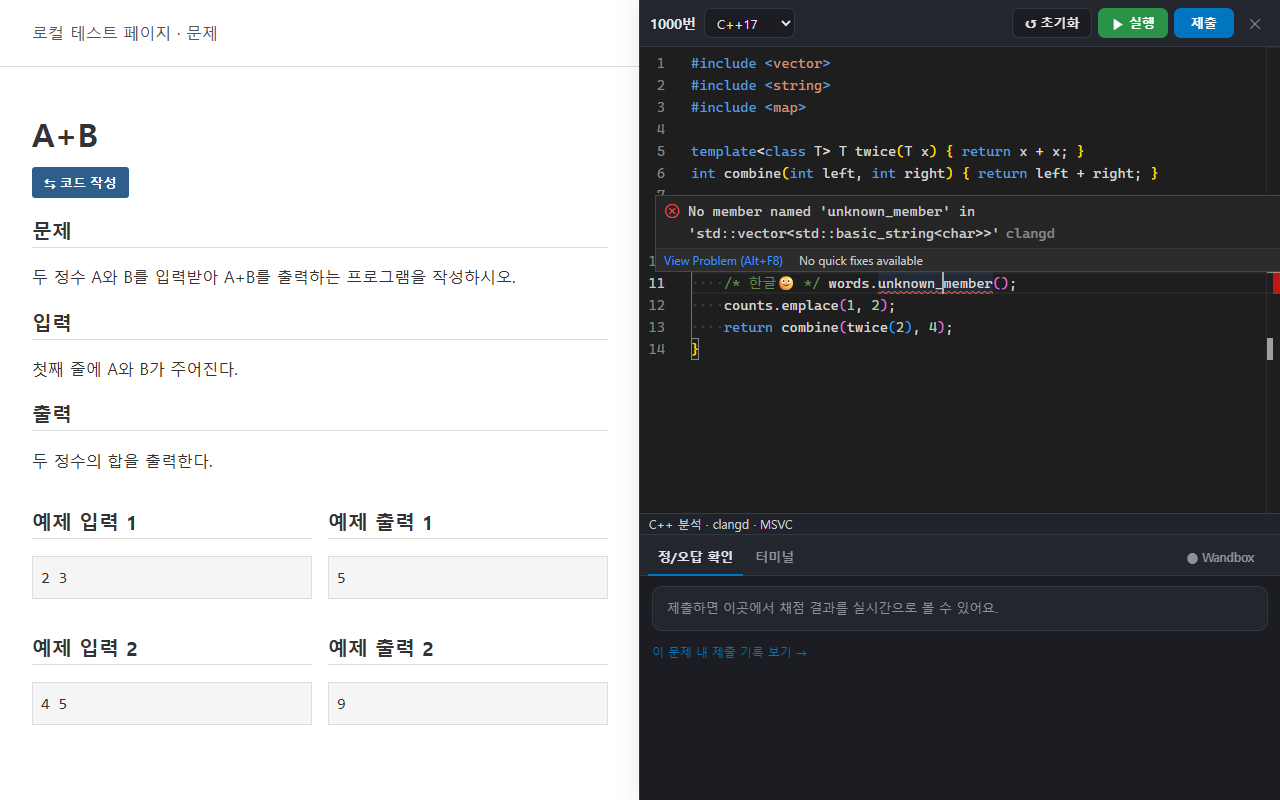 로컬 테스트 페이지 · 문제
A+B
⇆ 코드 작성
문제
두 정수 A와 B를 입력받아 A+B를 출력하는 프로그램을 작성하시오.
입력
첫째 줄에 A와 B가 주어진다.
출력
두 정수의 합을 출력한다.
예제 입력 1
예제 출력 1
2 3
5
예제 입력 2
예제 출력 2
4 5
9
1000번
C++17
↺ 초기화
▶ 실행
제출
×
1 #include <vector>
2 #include <string>
3 #include <map>
4
5 template<class T> T twice(T x) { return x + x; }
6 int combine(int left, int right) { return left + right; }
No member named 'unknown_member' in
'std::vector<std::basic_string<char>>' clangd
View Problem (Alt+F8) No quick fixes available
11 ····/* 한글😀 */ words.unknown_member();
12 ····counts.emplace(1, 2);
13 ····return combine(twice(2), 4);
14 }
C++ 분석 · clangd · MSVC
정/오답 확인
터미널
● Wandbox
제출하면 이곳에서 채점 결과를 실시간으로 볼 수 있어요.
이 문제 내 제출 기록 보기 →